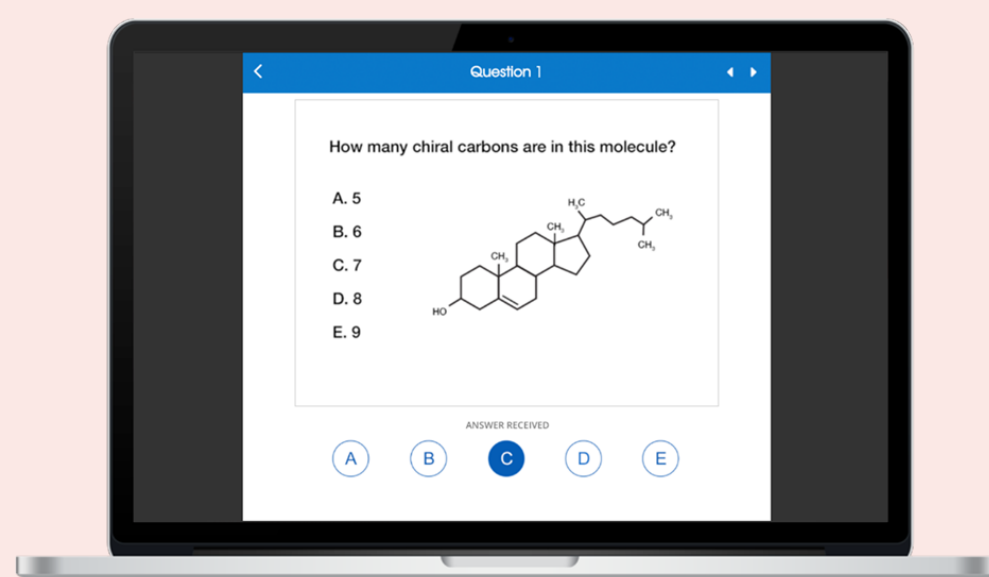 Question 1
How many chiral carbons are in this molecule?
A. 5
B. 6
C. 7
D. 8
E. 9
H₃C
CH₃
CH₃
CH₃
CH₃
HO
ANSWER RECEIVED
A B C D E